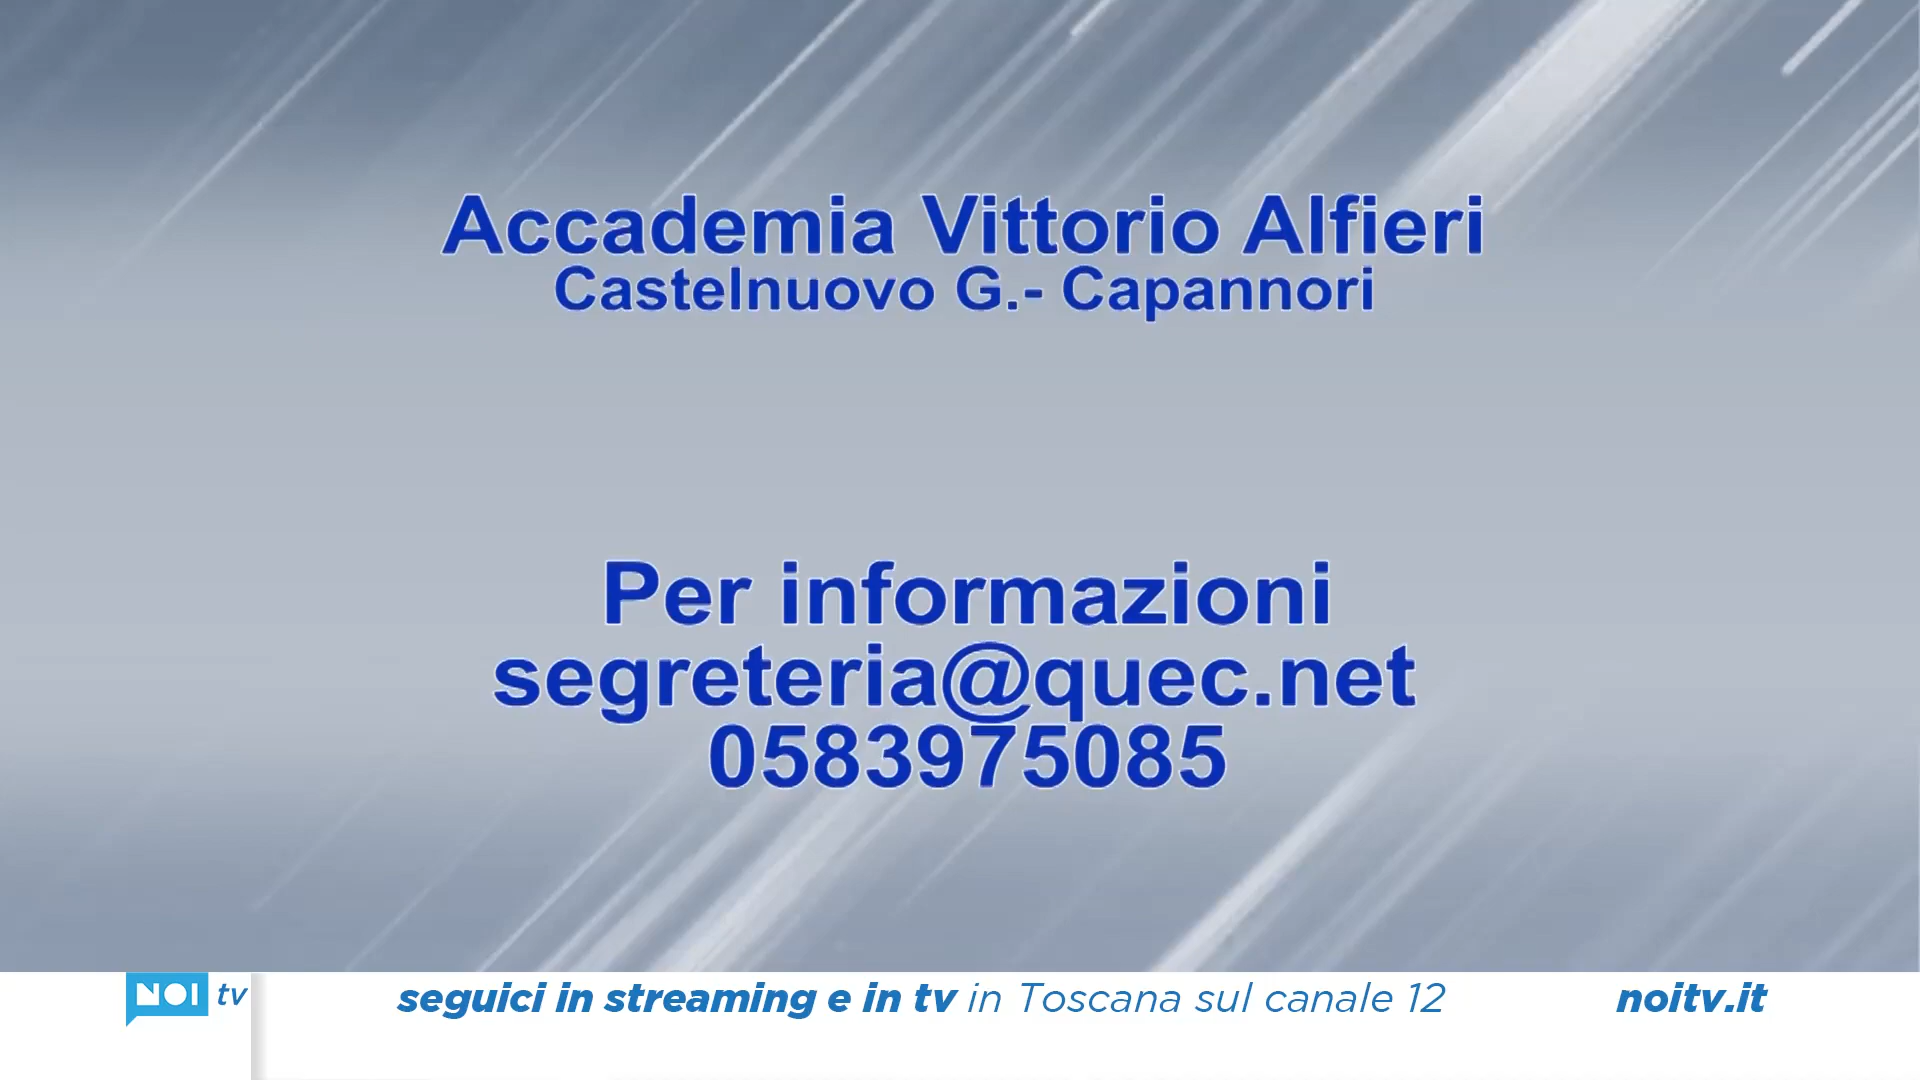 Accademia Vittorio Alfieri
Castelnuovo G.- Capannori
Per informazioni
segreteria@quec.net
0583975085
NOI tv
seguici in streaming e in tv in Toscana sul canale 12
noitv.it